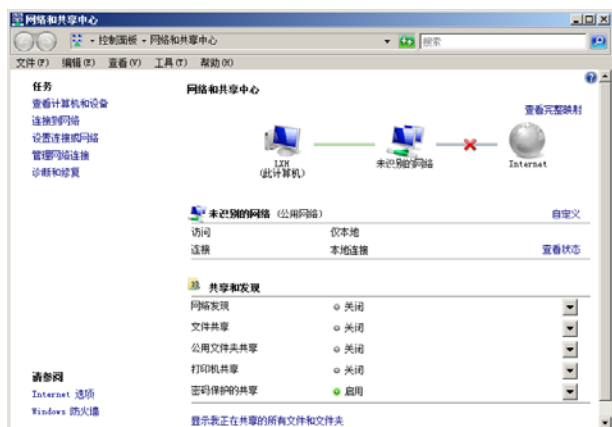 网络和共享中心
控制面板 网络和共享中心
搜索
文件(F) 编辑(E) 查看(V) 工具(T) 帮助(H)
任务
查看计算机和设备
连接到网络
设置连接或网络
管理网络连接
诊断和修复
请参阅
Internet 选项
Windows 防火墙
网络和共享中心
查看完整映射
LXH
(此计算机)
未识别的网络
Internet
未识别的网络 (公用网络)
自定义
访问 仅本地
连接 本地连接 查看状态
共享和发现
网络发现 关闭
文件共享 关闭
公用文件夹共享 关闭
打印机共享 关闭
密码保护的共享 启用
显示我正在共享的所有文件和文件夹